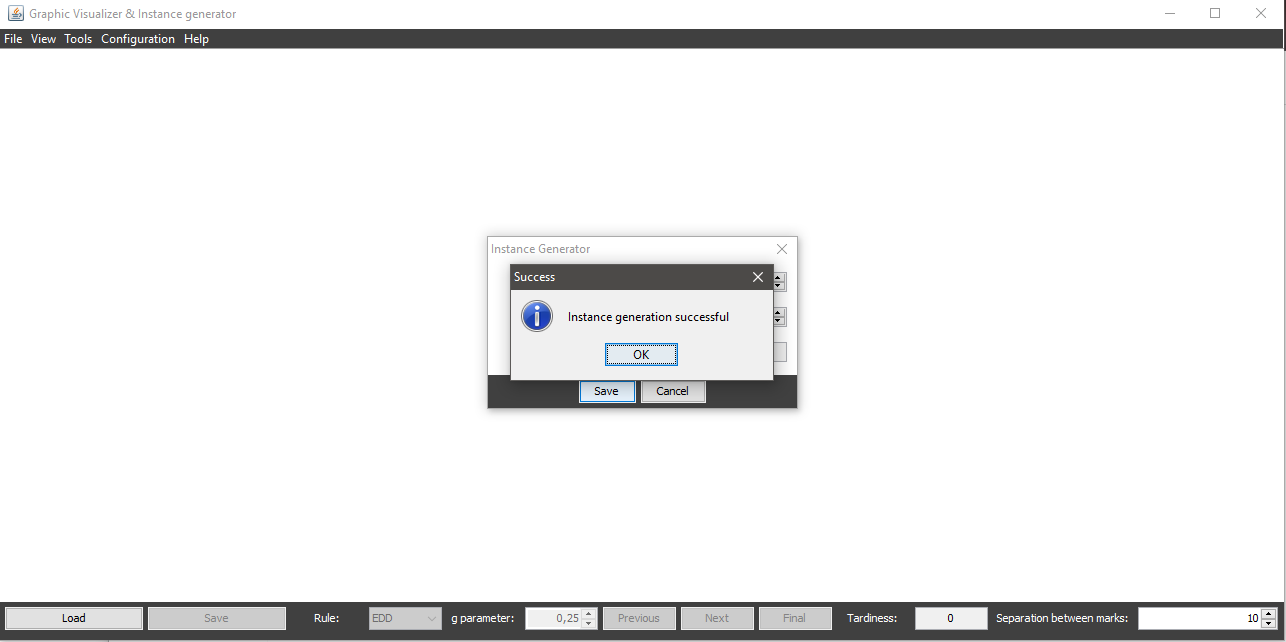 Graphic Visualizer & Instance generator
File View Tools Configuration Help
Instance Generator
Success
Instance generation successful
OK
Save Cancel
Load Save Rule: EDD g parameter: 0,25 Previous Next Final Tardiness: 0 Separation between marks: 10